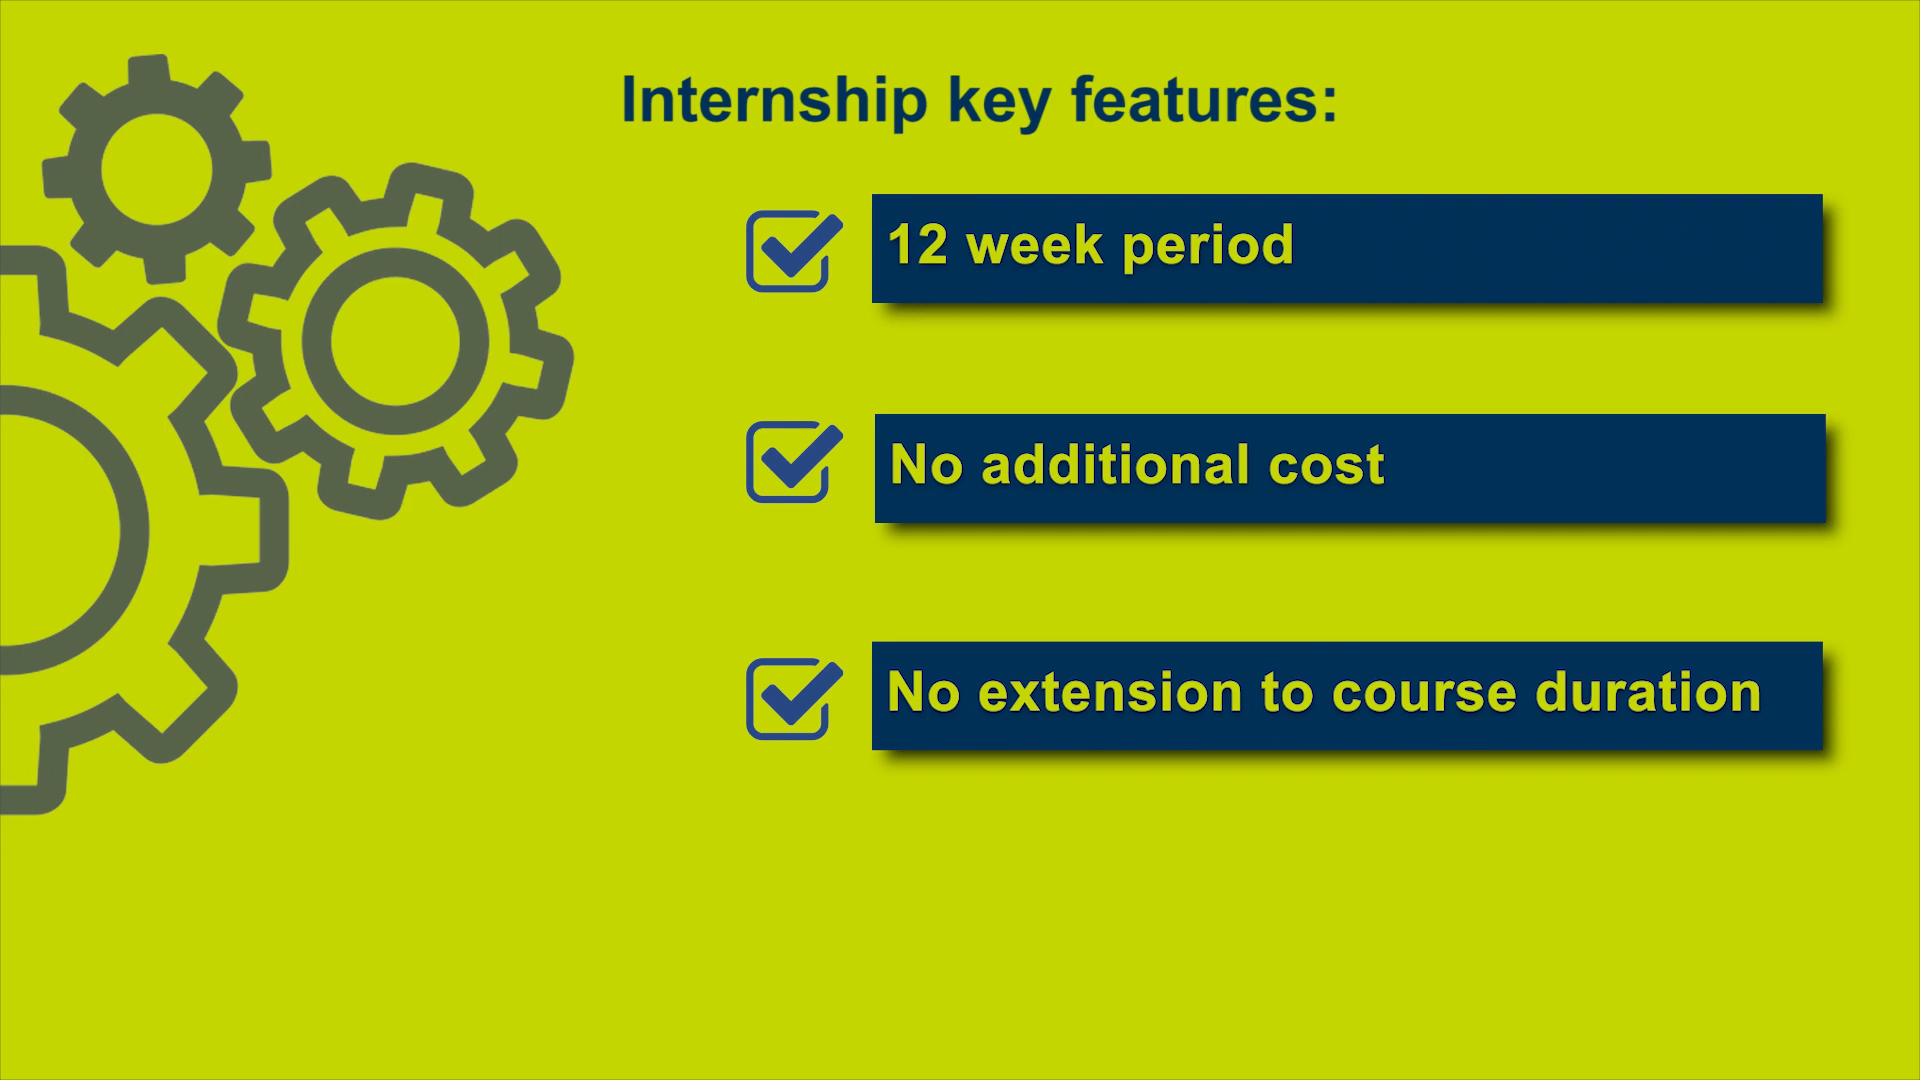 Internship key features:
12 week period
No additional cost
No extension to course duration